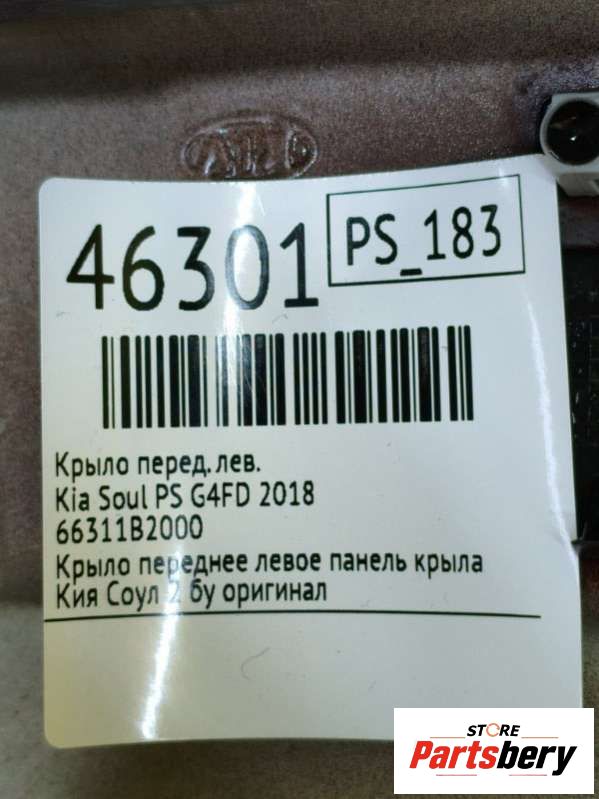 46301
PS_183
Крыло перед.лев.
Kia Soul PS G4FD 2018
66311B2000
Крыло переднее левое панель крыла
Кия Соул 2 бу оригинал
STORE
Partsbery